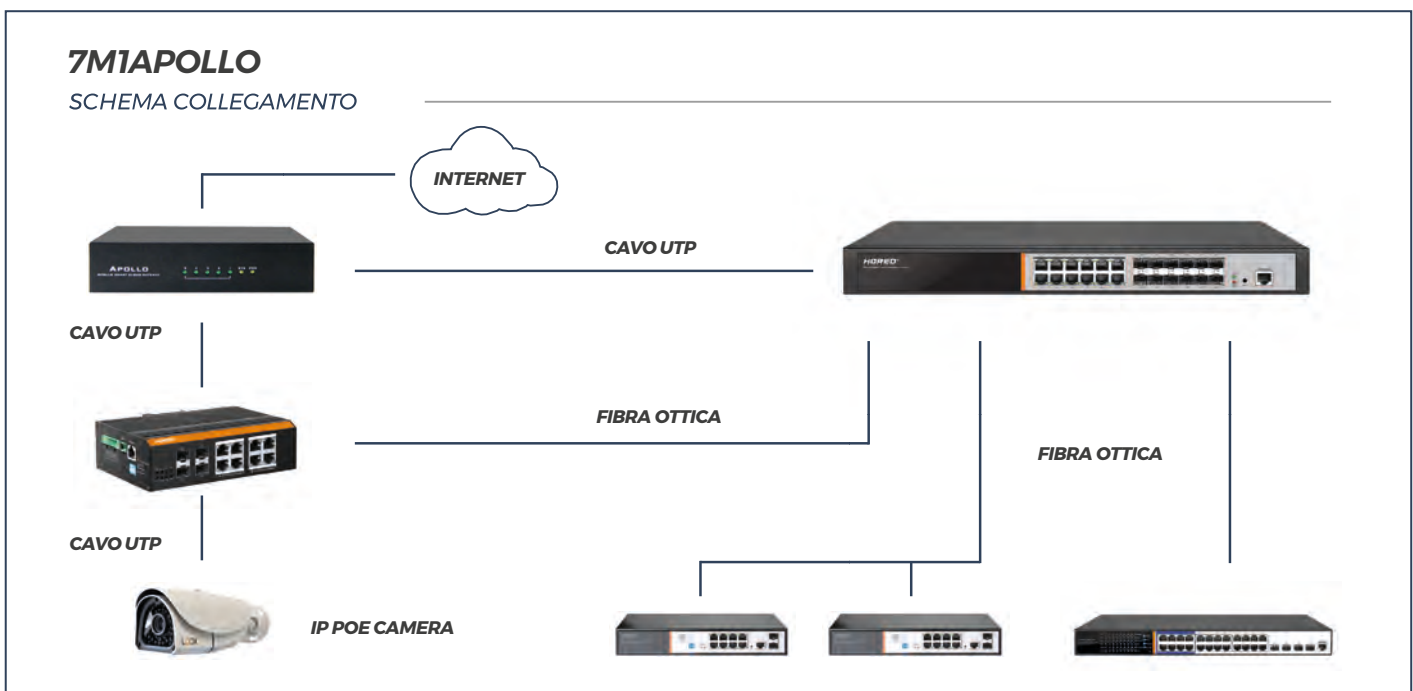 7M1APOLLO
SCHEMA COLLEGAMENTO
INTERNET
CAVO UTP
APOLLO
HORED
CAVO UTP
FIBRA OTTICA
FIBRA OTTICA
CAVO UTP
IP POE CAMERA